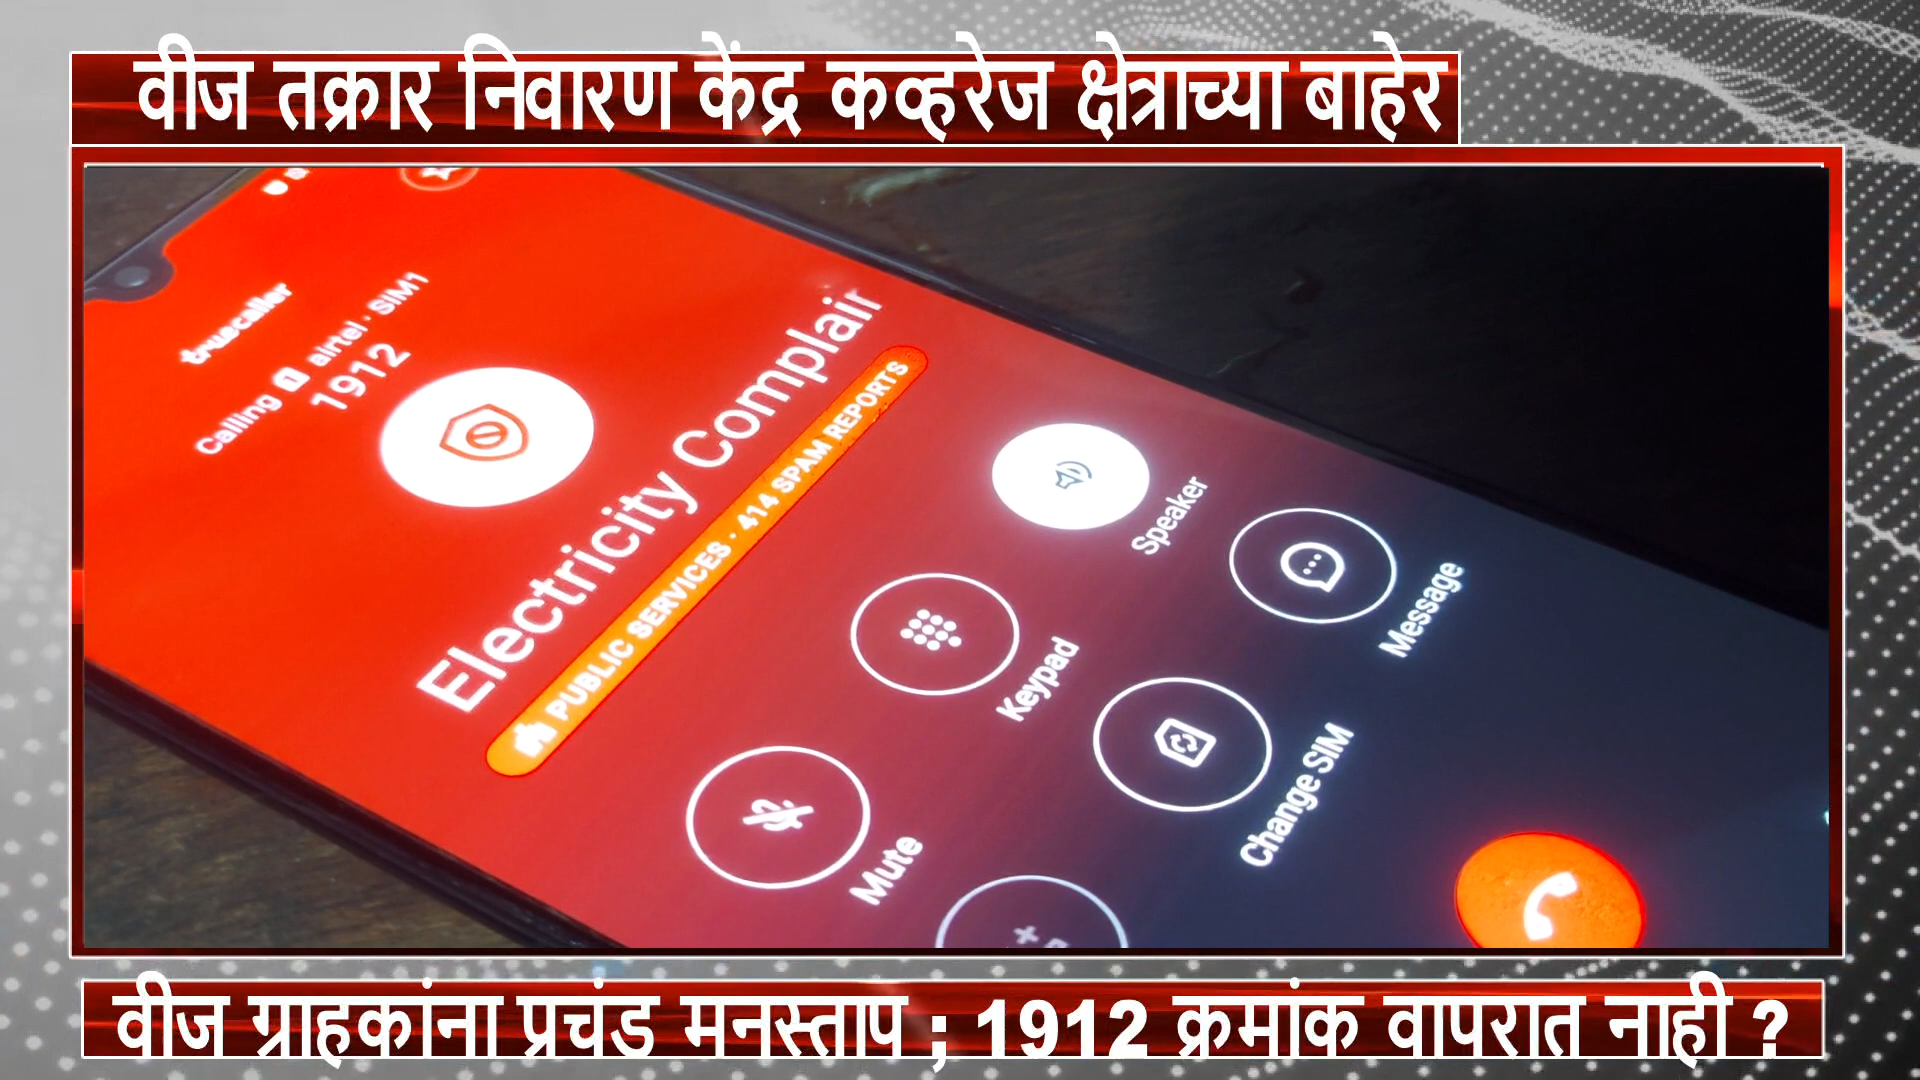 वीज तक्रार निवारण केंद्र कव्हरेज क्षेत्राच्या बाहेर
truecaller
Calling 1 airtel · SIM1
1912
Electricity Complair
PUBLIC SERVICES · 414 SPAM REPORTS
Speaker
Keypad
Message
Mute
Change SIM
वीज ग्राहकांना प्रचंड मनस्ताप ; 1912 क्रमांक वापरात नाही ?